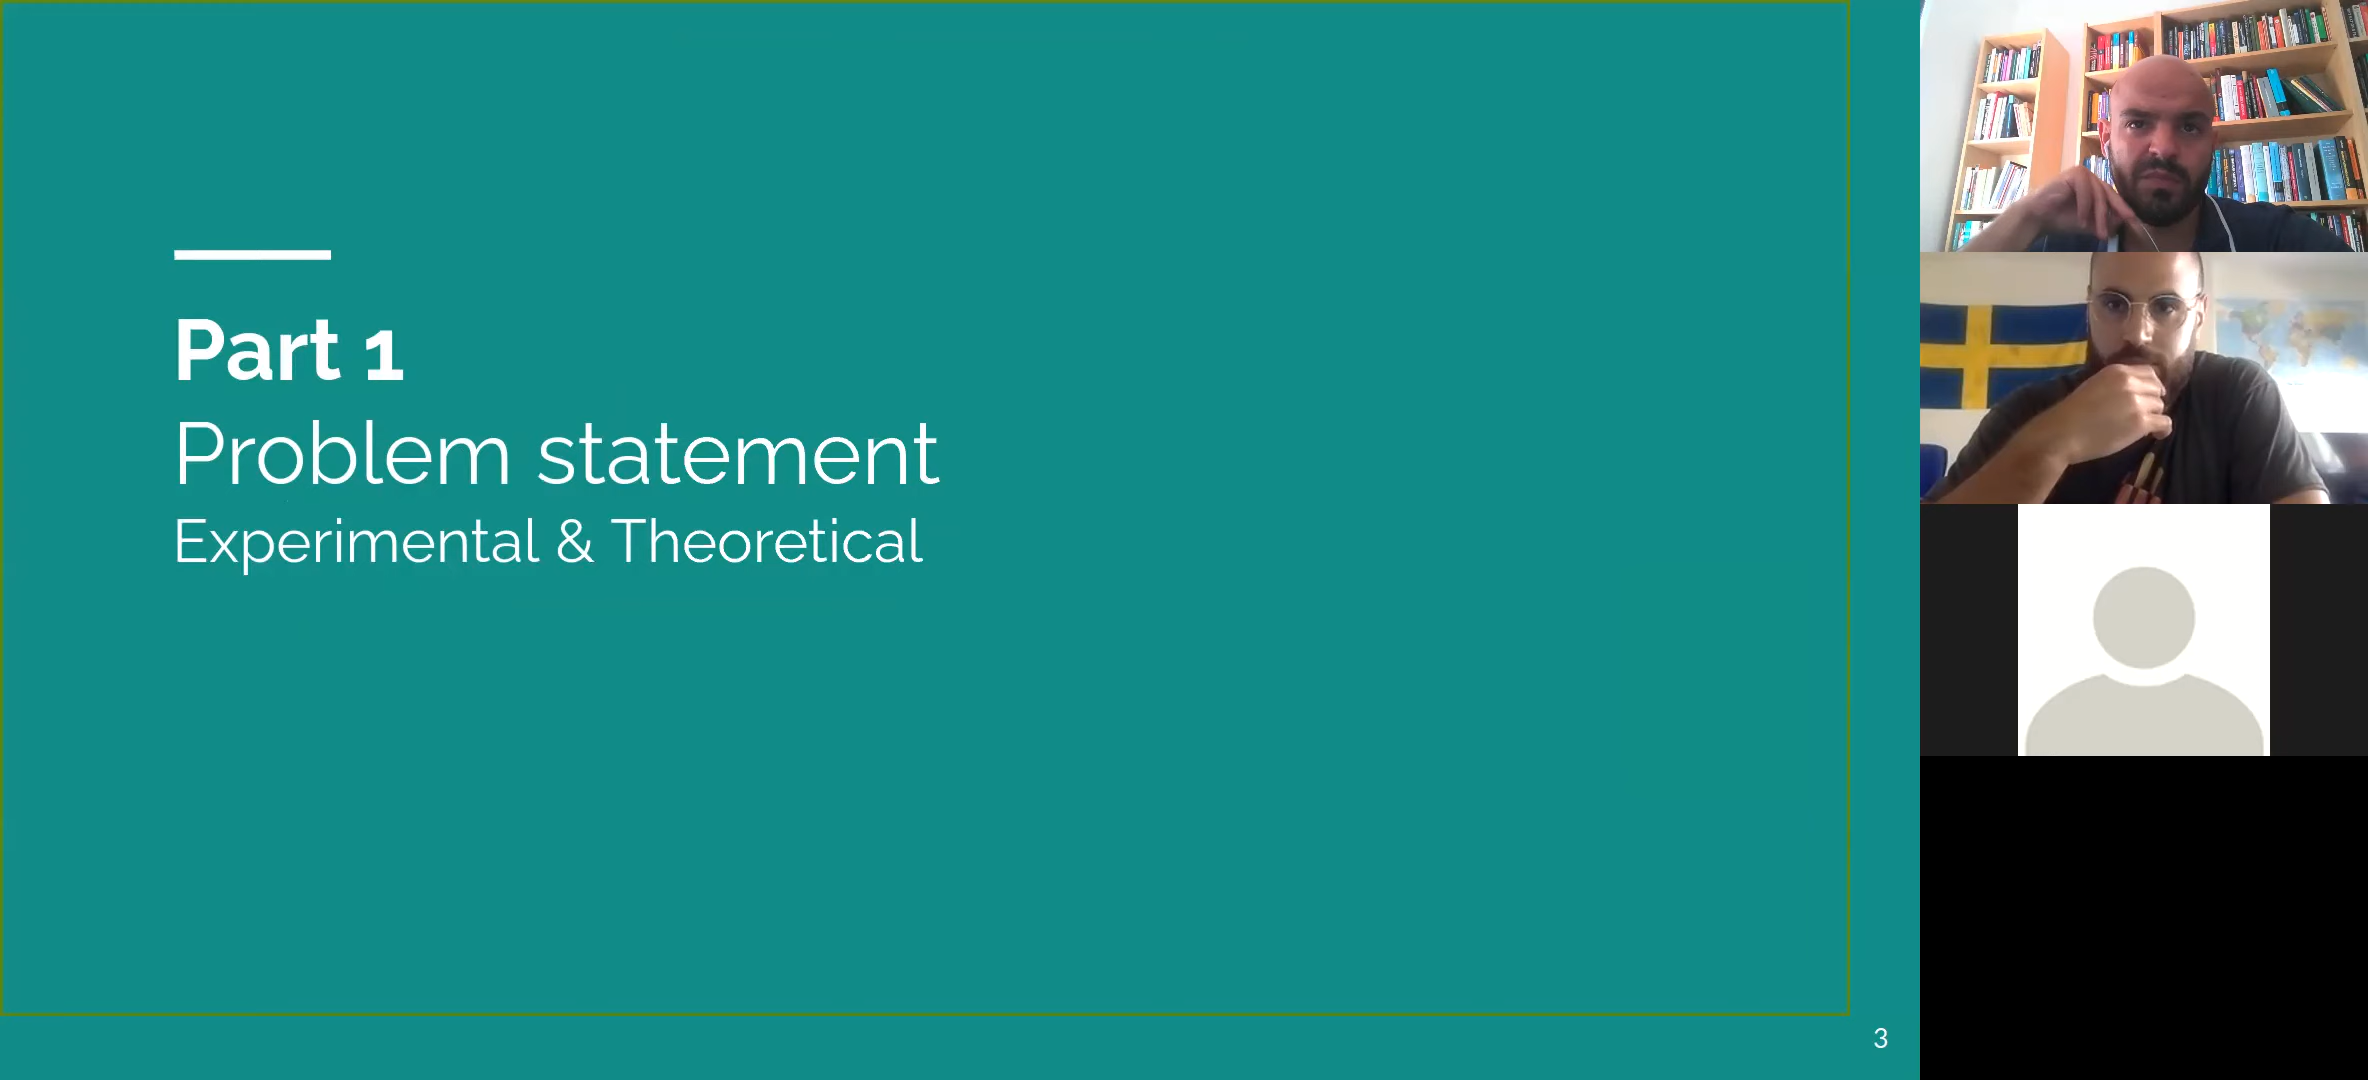 Part 1
Problem statement
Experimental & Theoretical
3